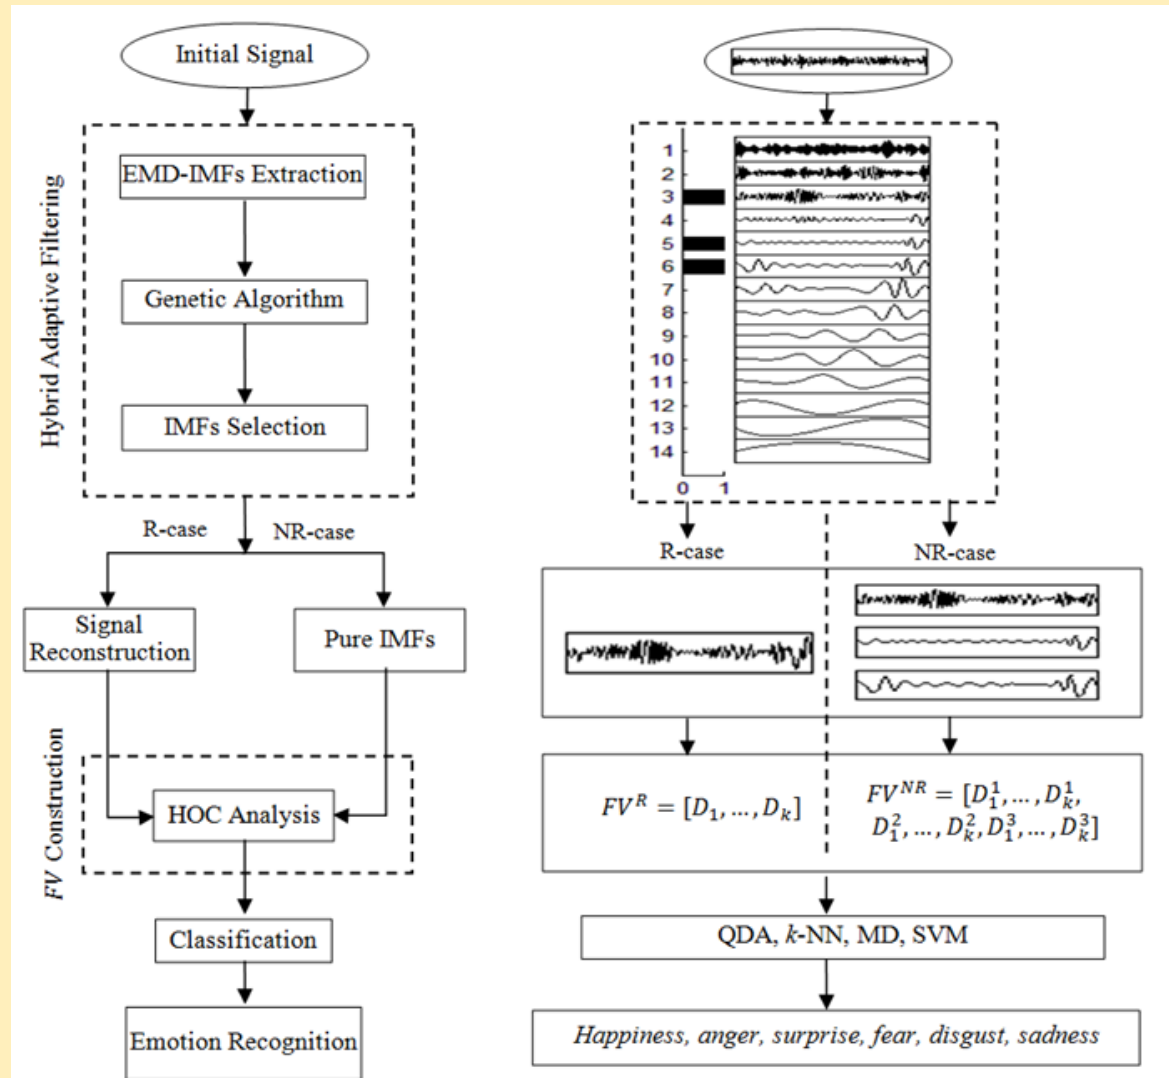 Initial Signal
Hybrid Adaptive Filtering
EMD-IMFs Extraction
Genetic Algorithm
IMFs Selection
R-case
NR-case
Signal
Reconstruction
Pure IMFs
FV Construction
HOC Analysis
Classification
Emotion Recognition
1
2
3
4
5
6
7
8
9
10
11
12
13
14
0 1
R-case
NR-case
FV^R = [D_1, …, D_k]
FV^{NR} = [D_1^1, …, D_k^1,
D_1^2, …, D_k^2, D_1^3, …, D_k^3]
QDA, k-NN, MD, SVM
Happiness, anger, surprise, fear, disgust, sadness